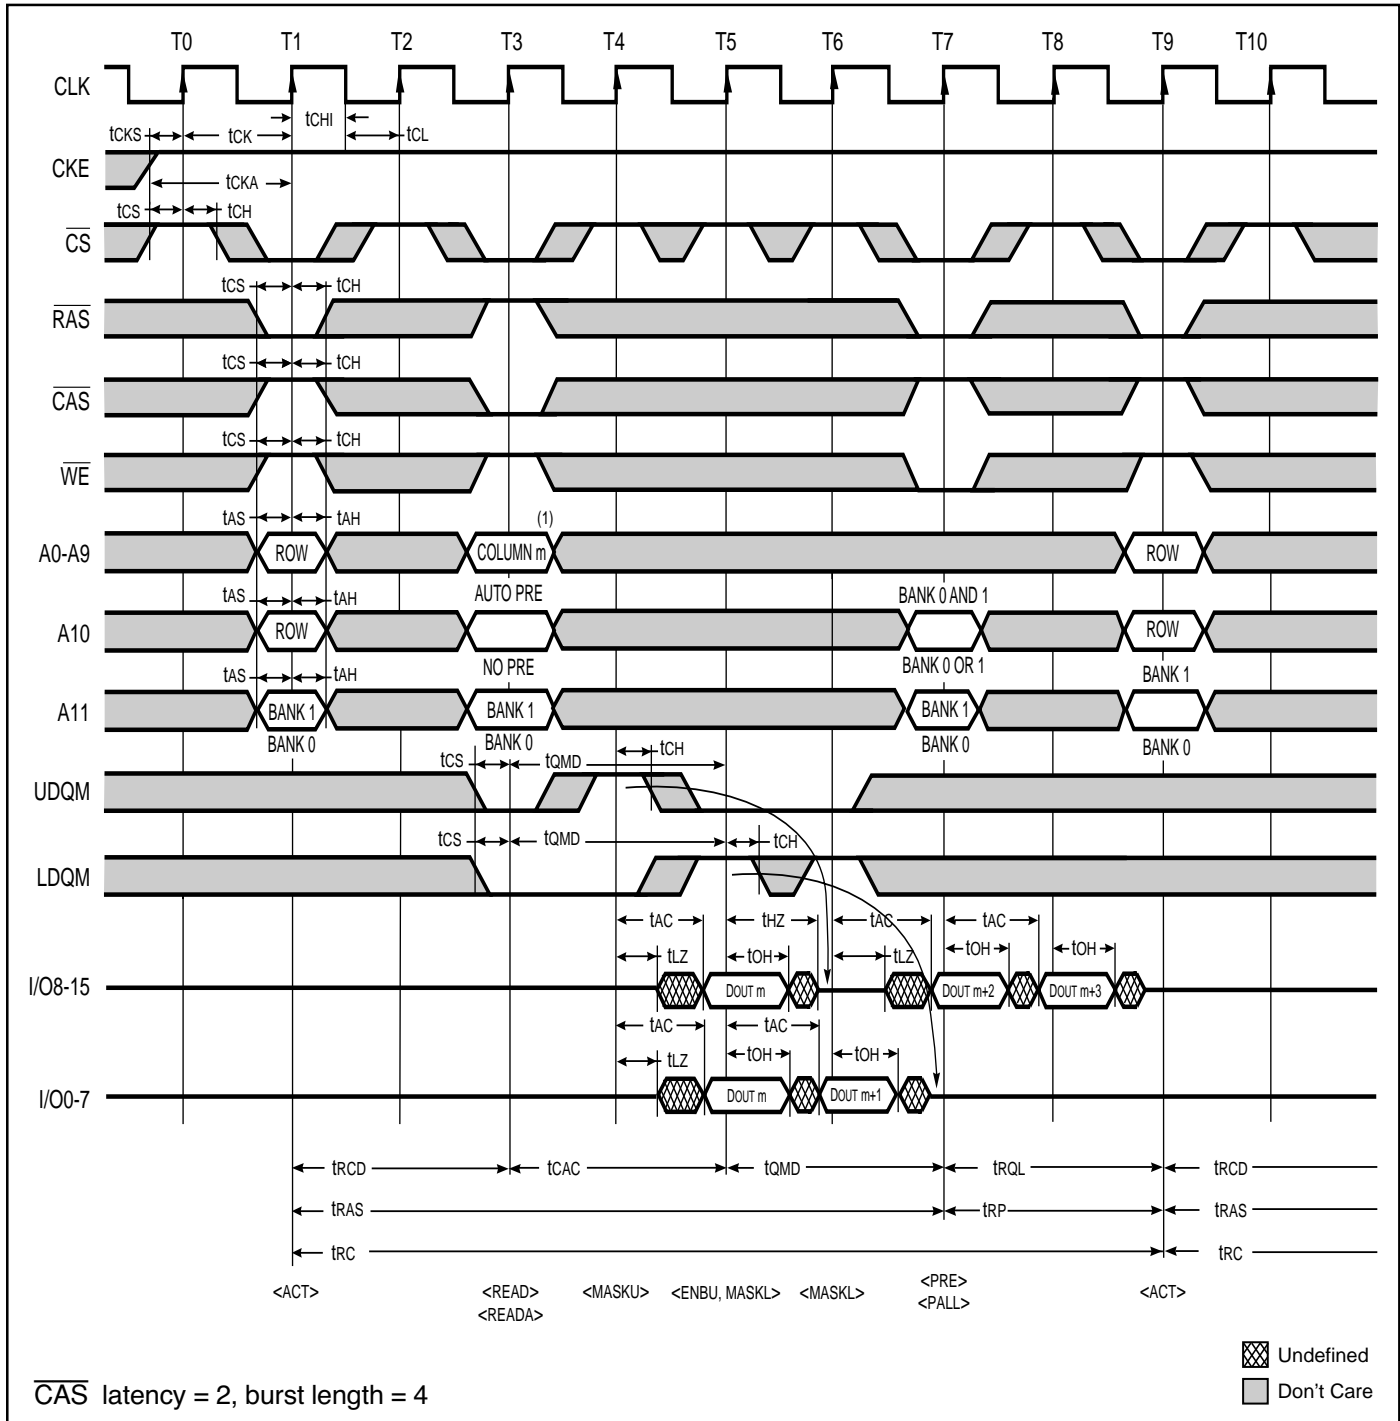 T0 T1 T2 T3 T4 T5 T6 T7 T8 T9 T10
CLK
tCHI
tCKS tCK tCL
CKE
tCKA
tCS tCH
CS
tCS tCH
RAS
tCS tCH
CAS
tCS tCH
WE
tAS tAH (1)
A0-A9 ROW COLUMN m ROW
tAS tAH AUTO PRE BANK 0 AND 1
A10 ROW ROW
NO PRE BANK 0 OR 1 BANK 1
tAS tAH
A11 BANK 1 BANK 1 BANK 1
BANK 0 BANK 0 BANK 0 BANK 0
tCS tQMD tCH
UDQM
tCS tQMD tCH
LDQM
tAC tHZ tAC tAC
tLZ tOH tLZ tOH tOH
I/O8-15 DOUT m DOUT m+2 DOUT m+3
tAC tAC
tLZ tOH tOH
I/O0-7 DOUT m DOUT m+1
tRCD tCAC tQMD tRQL tRCD
tRAS tRP tRAS
tRC tRC
<ACT> <READ> <MASKU> <ENBU, MASKL> <MASKL> <PRE> <ACT>
<READA> <PALL>
Undefined
Don't Care
CAS latency = 2, burst length = 4